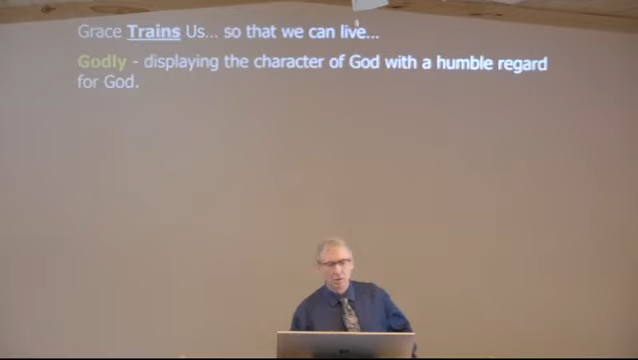 Grace Trains Us... so that we can live...
Godly - displaying the character of God with a humble regard
for God.